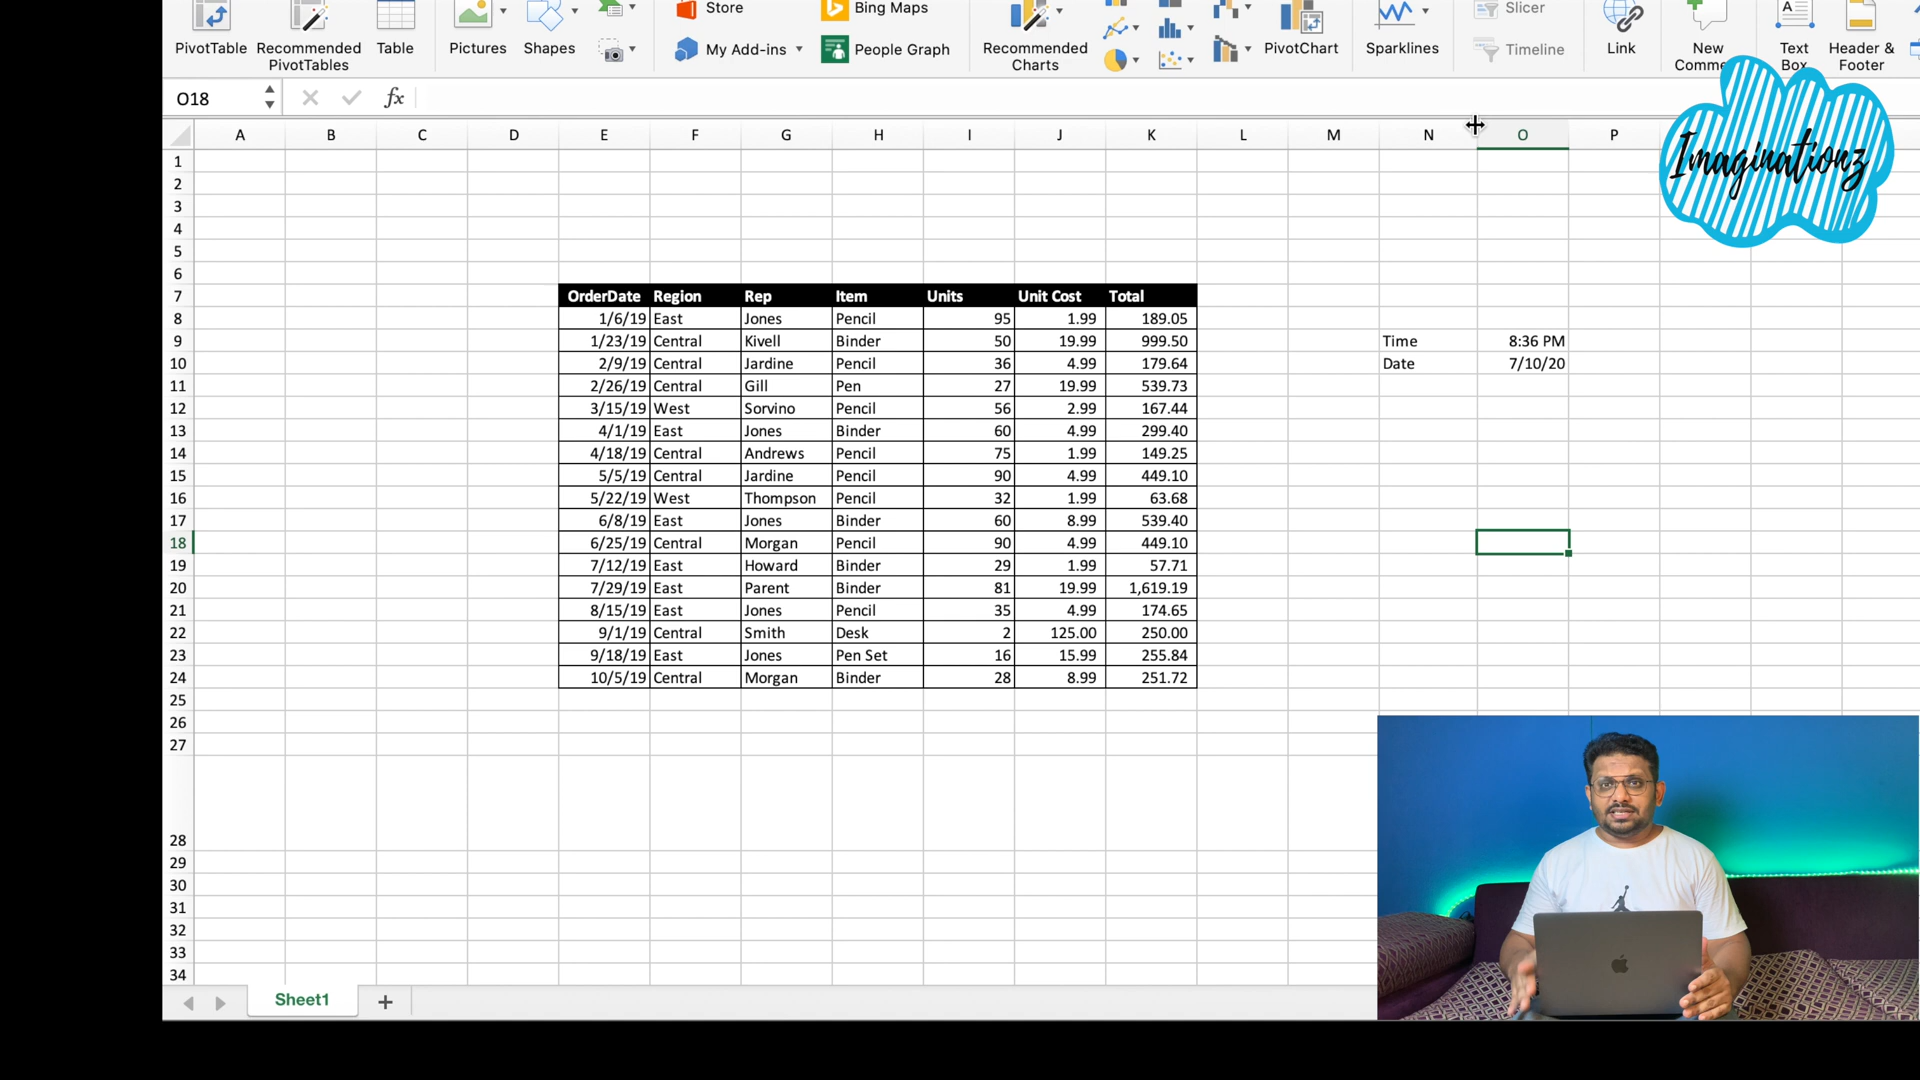 Store Bing Maps Slicer
PivotTable Recommended PivotTables Table Pictures Shapes My Add-ins People Graph Recommended Charts PivotChart Sparklines Timeline Link New Comme Text Box Header & Footer
O18 fx
Imaginationz
A B C D E F G H I J K L M N O P
1
2
3
4
5
6
7 OrderDate Region Rep Item Units Unit Cost Total
8 1/6/19 East Jones Pencil 95 1.99 189.05
9 1/23/19 Central Kivell Binder 50 19.99 999.50 Time 8:36 PM
10 2/9/19 Central Jardine Pencil 36 4.99 179.64 Date 7/10/20
11 2/26/19 Central Gill Pen 27 19.99 539.73
12 3/15/19 West Sorvino Pencil 56 2.99 167.44
13 4/1/19 East Jones Binder 60 4.99 299.40
14 4/18/19 Central Andrews Pencil 75 1.99 149.25
15 5/5/19 Central Jardine Pencil 90 4.99 449.10
16 5/22/19 West Thompson Pencil 32 1.99 63.68
17 6/8/19 East Jones Binder 60 8.99 539.40
18 6/25/19 Central Morgan Pencil 90 4.99 449.10
19 7/12/19 East Howard Binder 29 1.99 57.71
20 7/29/19 East Parent Binder 81 19.99 1,619.19
21 8/15/19 East Jones Pencil 35 4.99 174.65
22 9/1/19 Central Smith Desk 2 125.00 250.00
23 9/18/19 East Jones Pen Set 16 15.99 255.84
24 10/5/19 Central Morgan Binder 28 8.99 251.72
25
26
27
28
29
30
31
32
33
34
Sheet1 +